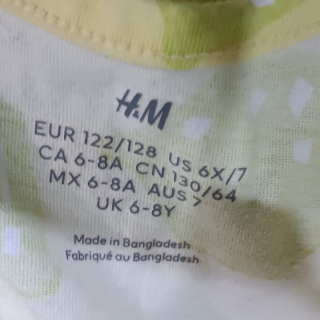 H&M
EUR 122/128 US 6X/7
CA 6-8A CN 130/64
MX 6-8A AUS 7
UK 6-8Y
Made in Bangladesh
Fabriqué au Bangladesh